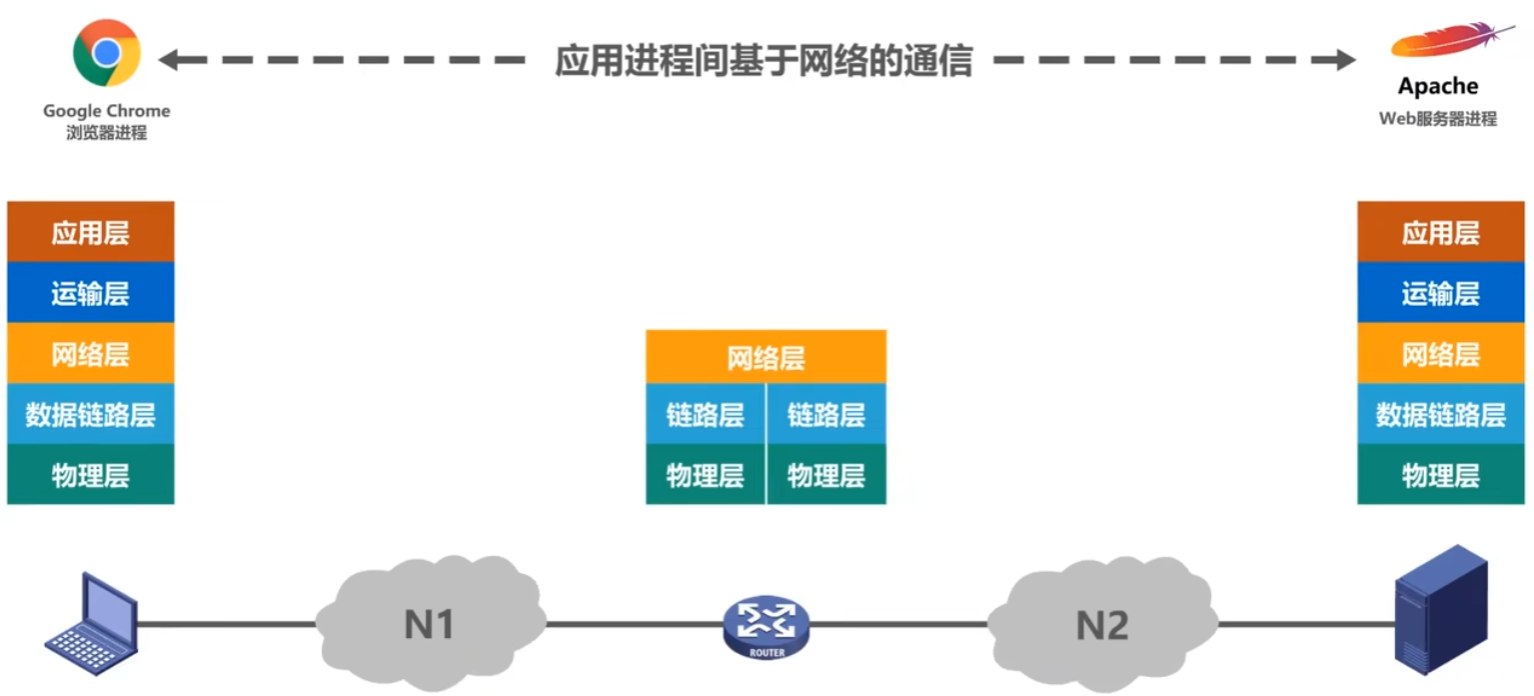 应用进程间基于网络的通信
Google Chrome
浏览器进程
Apache
Web服务器进程
应用层
运输层
网络层
数据链路层
物理层
网络层
链路层 链路层
物理层 物理层
应用层
运输层
网络层
数据链路层
物理层
N1
ROUTER
N2